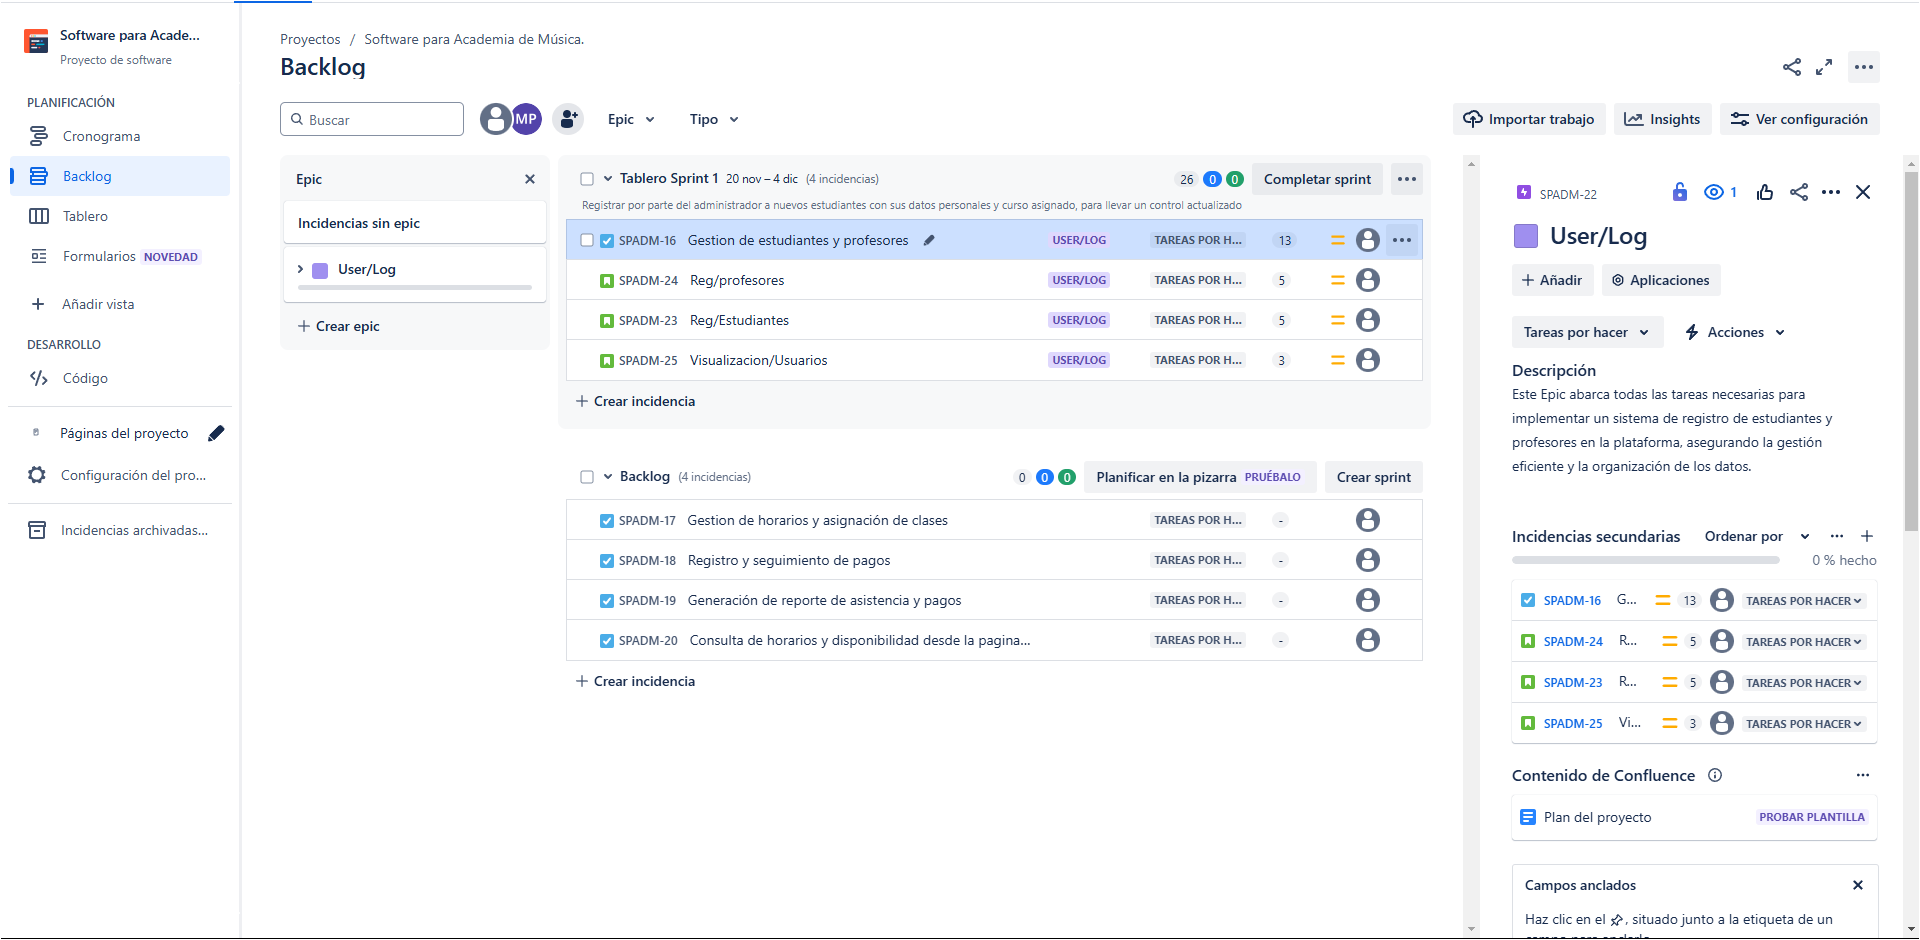 Software para Acade...
Proyecto de software
PLANIFICACIÓN
Cronograma
Backlog
Tablero
Formularios NOVEDAD
Añadir vista
DESARROLLO
Código
Páginas del proyecto
Configuración del pro...
Incidencias archivadas...
Proyectos / Software para Academia de Música.
Backlog
Buscar
MP
Epic
Tipo
Importar trabajo
Insights
Ver configuración
Epic
Incidencias sin epic
User/Log
Crear epic
Tablero Sprint 1 20 nov – 4 dic (4 incidencias) 26 0 0 Completar sprint
Registrar por parte del administrador a nuevos estudiantes con sus datos personales y curso asignado, para llevar un control actualizado
SPADM-16 Gestion de estudiantes y profesores USER/LOG TAREAS POR H... 13
SPADM-24 Reg/profesores USER/LOG TAREAS POR H... 5
SPADM-23 Reg/Estudiantes USER/LOG TAREAS POR H... 5
SPADM-25 Visualizacion/Usuarios USER/LOG TAREAS POR H... 3
Crear incidencia
Backlog (4 incidencias) 0 0 0 Planificar en la pizarra PRUÉBALO Crear sprint
SPADM-17 Gestion de horarios y asignación de clases TAREAS POR H... -
SPADM-18 Registro y seguimiento de pagos TAREAS POR H... -
SPADM-19 Generación de reporte de asistencia y pagos TAREAS POR H... -
SPADM-20 Consulta de horarios y disponibilidad desde la pagina... TAREAS POR H... -
Crear incidencia
SPADM-22 1
User/Log
Añadir Aplicaciones
Tareas por hacer Acciones
Descripción
Este Epic abarca todas las tareas necesarias para
implementar un sistema de registro de estudiantes y
profesores en la plataforma, asegurando la gestión
eficiente y la organización de los datos.
Incidencias secundarias Ordenar por
0 % hecho
SPADM-16 G... 13 TAREAS POR HACER
SPADM-24 R... 5 TAREAS POR HACER
SPADM-23 R... 5 TAREAS POR HACER
SPADM-25 Vi... 3 TAREAS POR HACER
Contenido de Confluence
Plan del proyecto PROBAR PLANTILLA
Campos anclados
Haz clic en el , situado junto a la etiqueta de un